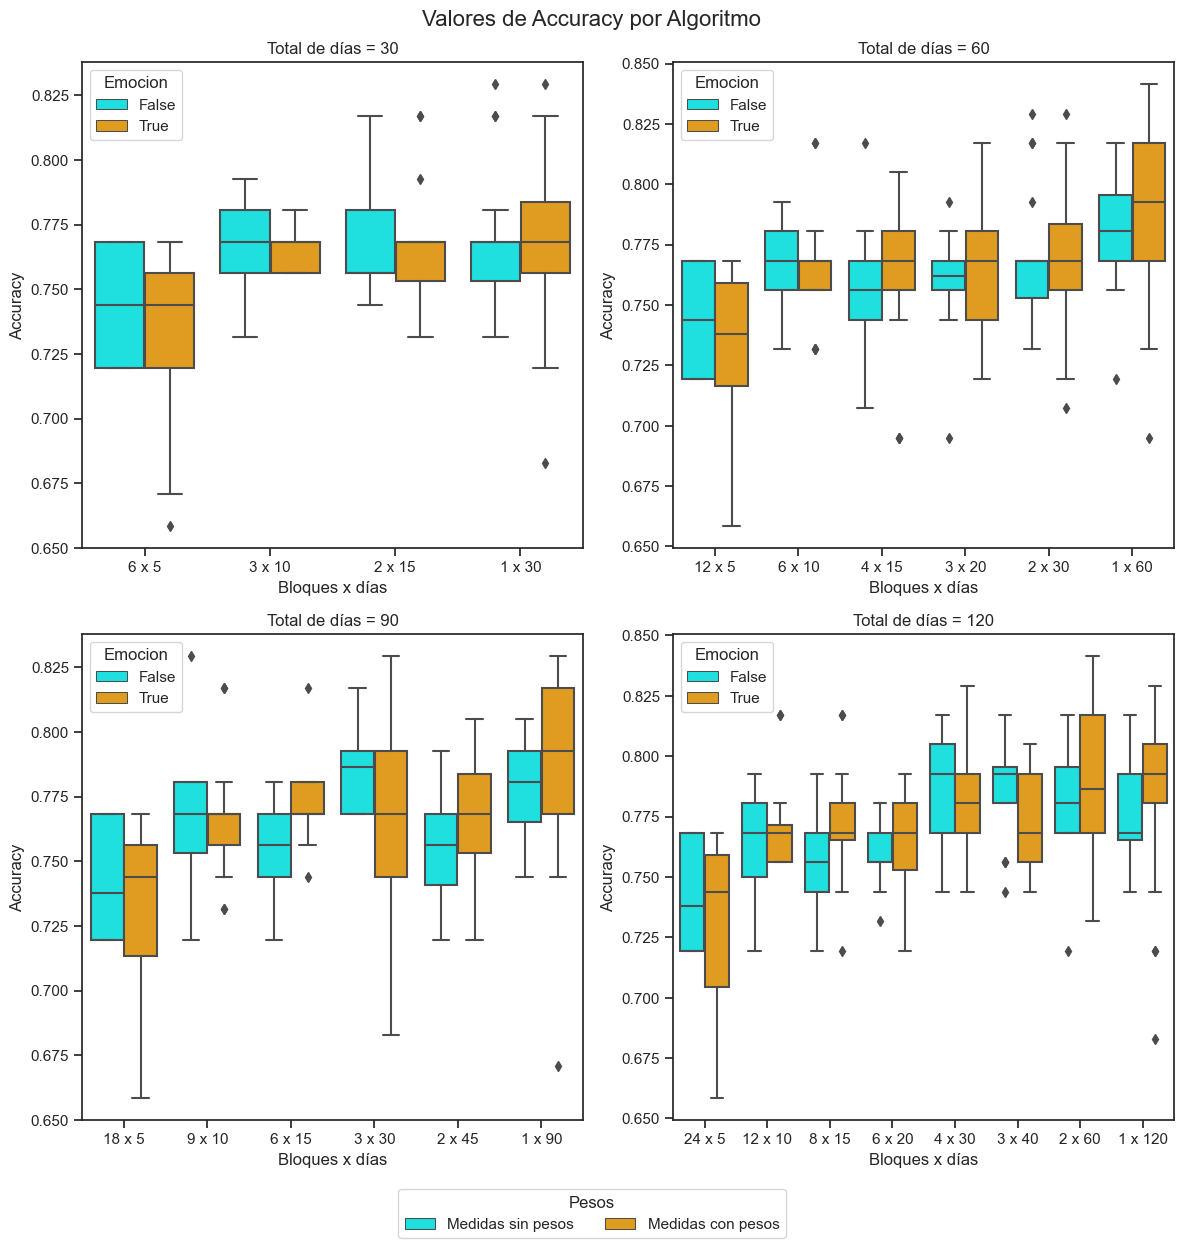 Valores de Accuracy por Algoritmo
Total de días = 30
Emocion
False
True
Accuracy
0.825
0.800
0.775
0.750
0.725
0.700
0.675
0.650
6 x 5
3 x 10
2 x 15
1 x 30
Bloques x días
Total de días = 60
Emocion
False
True
Accuracy
0.850
0.825
0.800
0.775
0.750
0.725
0.700
0.675
0.650
12 x 5
6 x 10
4 x 15
3 x 20
2 x 30
1 x 60
Bloques x días
Total de días = 90
Emocion
False
True
Accuracy
0.825
0.800
0.775
0.750
0.725
0.700
0.675
0.650
18 x 5
9 x 10
6 x 15
3 x 30
2 x 45
1 x 90
Bloques x días
Total de días = 120
Emocion
False
True
Accuracy
0.850
0.825
0.800
0.775
0.750
0.725
0.700
0.675
0.650
24 x 5
12 x 10
8 x 15
6 x 20
4 x 30
3 x 40
2 x 60
1 x 120
Bloques x días
Pesos
Medidas sin pesos
Medidas con pesos